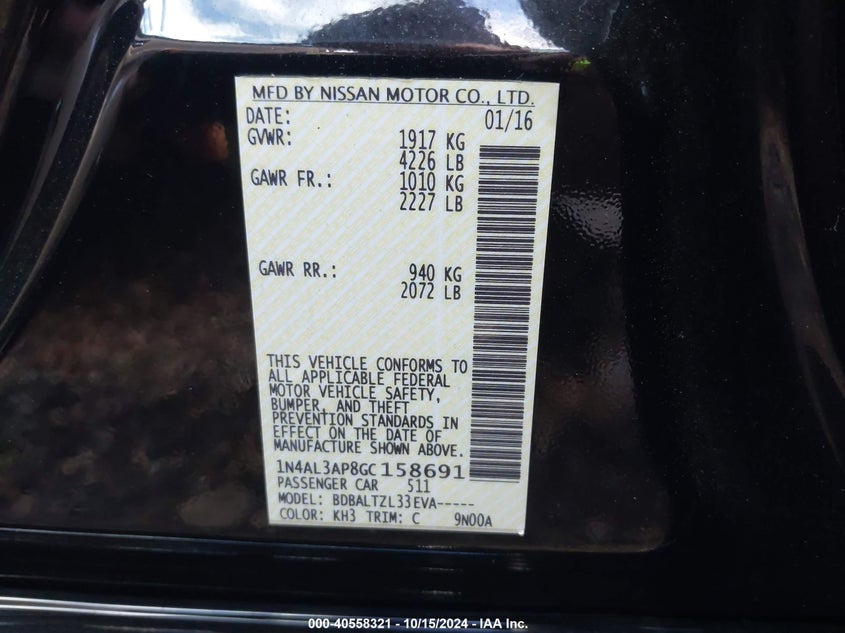 MFD BY NISSAN MOTOR CO., LTD.
DATE: 01/16
GVWR: 1917 KG
4226 LB
GAWR FR.: 1010 KG
2227 LB
GAWR RR.: 940 KG
2072 LB
THIS VEHICLE CONFORMS TO
ALL APPLICABLE FEDERAL
MOTOR VEHICLE SAFETY,
BUMPER, AND THEFT
PREVENTION STANDARDS IN
EFFECT ON THE DATE OF
MANUFACTURE SHOWN ABOVE.
1N4AL3AP8GC158691
PASSENGER CAR 511
MODEL: BDBALTZL33EVA-----
COLOR: KH3 TRIM: C 9N00A
000-40558321 - 10/15/2024 - IAA Inc.